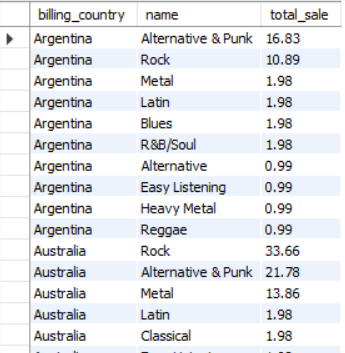 billing_country name total_sale
Argentina Alternative & Punk 16.83
Argentina Rock 10.89
Argentina Metal 1.98
Argentina Latin 1.98
Argentina Blues 1.98
Argentina R&B/Soul 1.98
Argentina Alternative 0.99
Argentina Easy Listening 0.99
Argentina Heavy Metal 0.99
Argentina Reggae 0.99
Australia Rock 33.66
Australia Alternative & Punk 21.78
Australia Metal 13.86
Australia Latin 1.98
Australia Classical 1.98